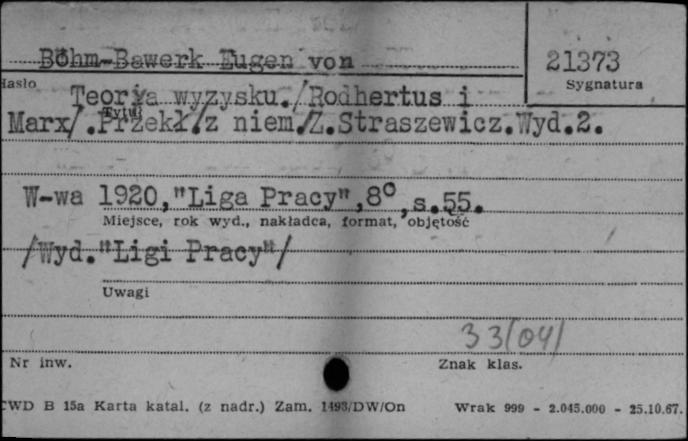 Böhm-Bawerk Eugen von
21373
Hasło
Sygnatura
Teorja wyzysku./Rodhertus i
Tytuł
Marx/.Przekł./z niem./Z.Straszewicz.Wyd.2.
W-wa 1920,"Liga Pracy",8°,s.55.
Miejsce, rok wyd., nakładca, format, objętość
/Wyd."Ligi Pracy"/
Uwagi
33(04)
Nr inw.
Znak klas.
CWD B 15a Karta katal. (z nadr.) Zam. 1493/DW/On Wrak 999 - 2.045.000 - 25.10.67.